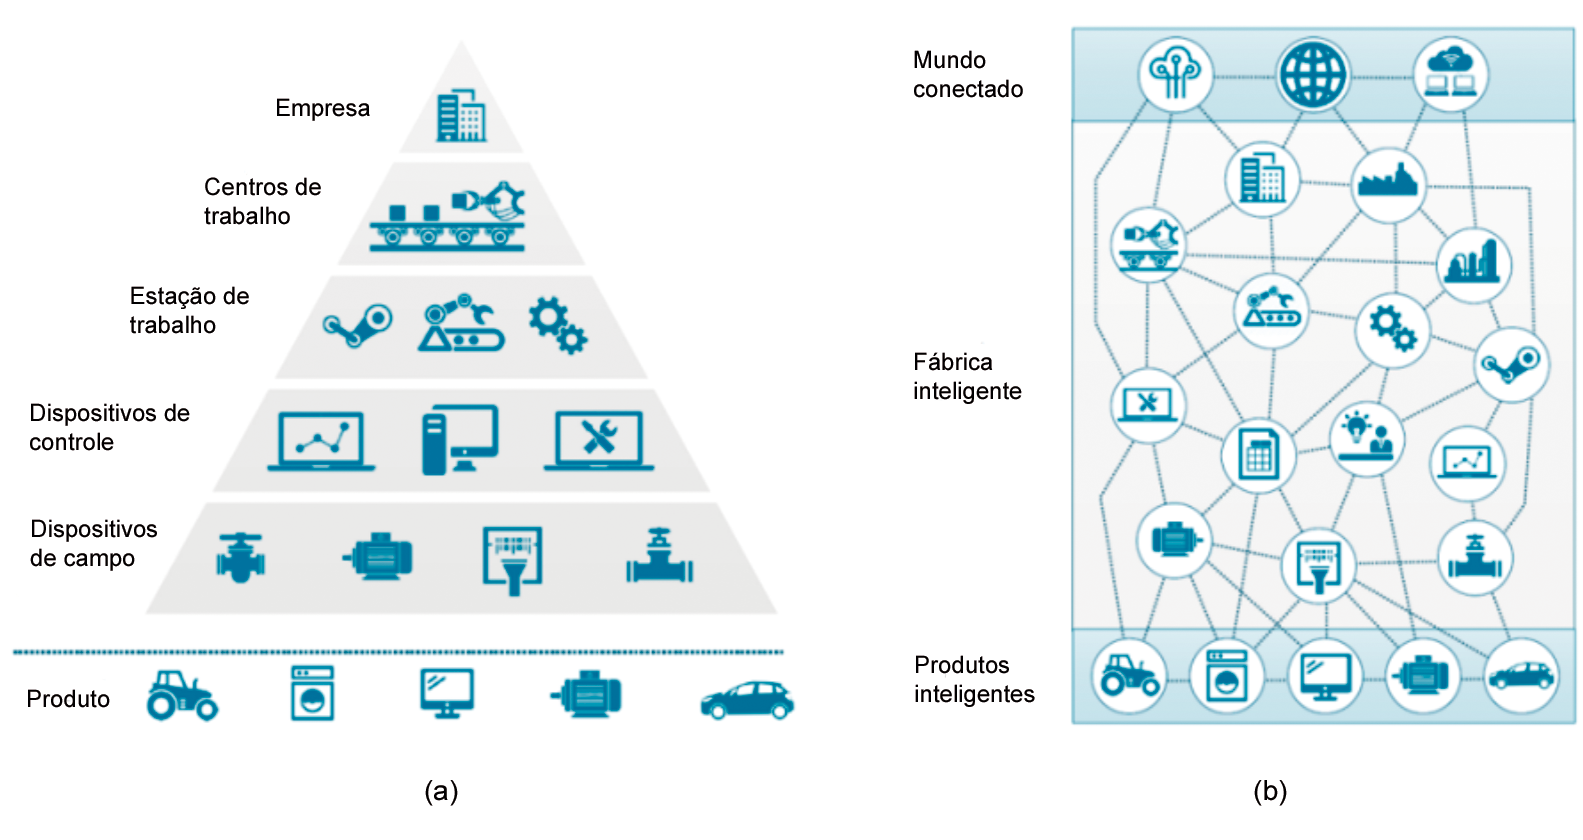 Empresa
Centros de
trabalho
Estação de
trabalho
Dispositivos de
controle
Dispositivos
de campo
Produto
(a)
Mundo
conectado
Fábrica
inteligente
Produtos
inteligentes
(b)